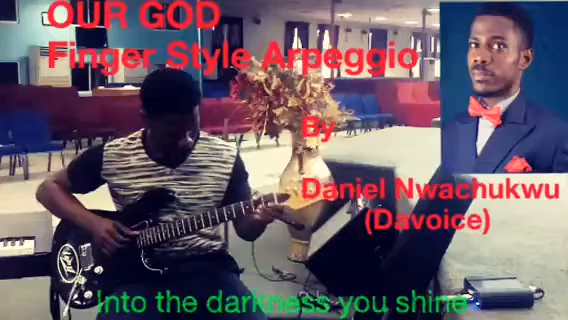 OUR GOD
Finger Style Arpeggio
By
Daniel Nwachukwu
(Davoice)
Into the darkness you shine